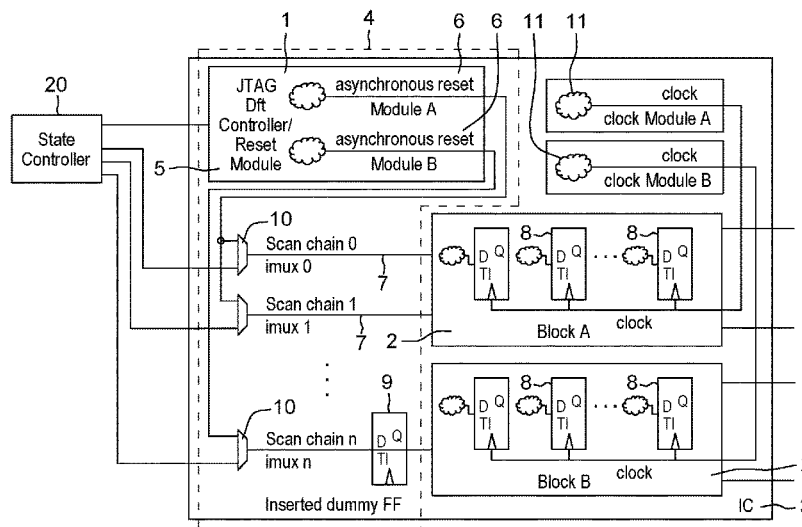 1
4
6
6
11
11
20
State
Controller
JTAG
Dft
Controller/
Reset
Module
5
asynchronous reset
Module A
asynchronous reset
Module B
clock
clock Module A
clock
clock Module B
10
Scan chain 0
imux 0
7
Scan chain 1
imux 1
7
8
8
D Q
TI
D Q
TI
D Q
TI
2
Block A
clock
10
Scan chain n
imux n
9
D Q
TI
8
8
D Q
TI
D Q
TI
D Q
TI
Block B
clock
Inserted dummy FF
IC